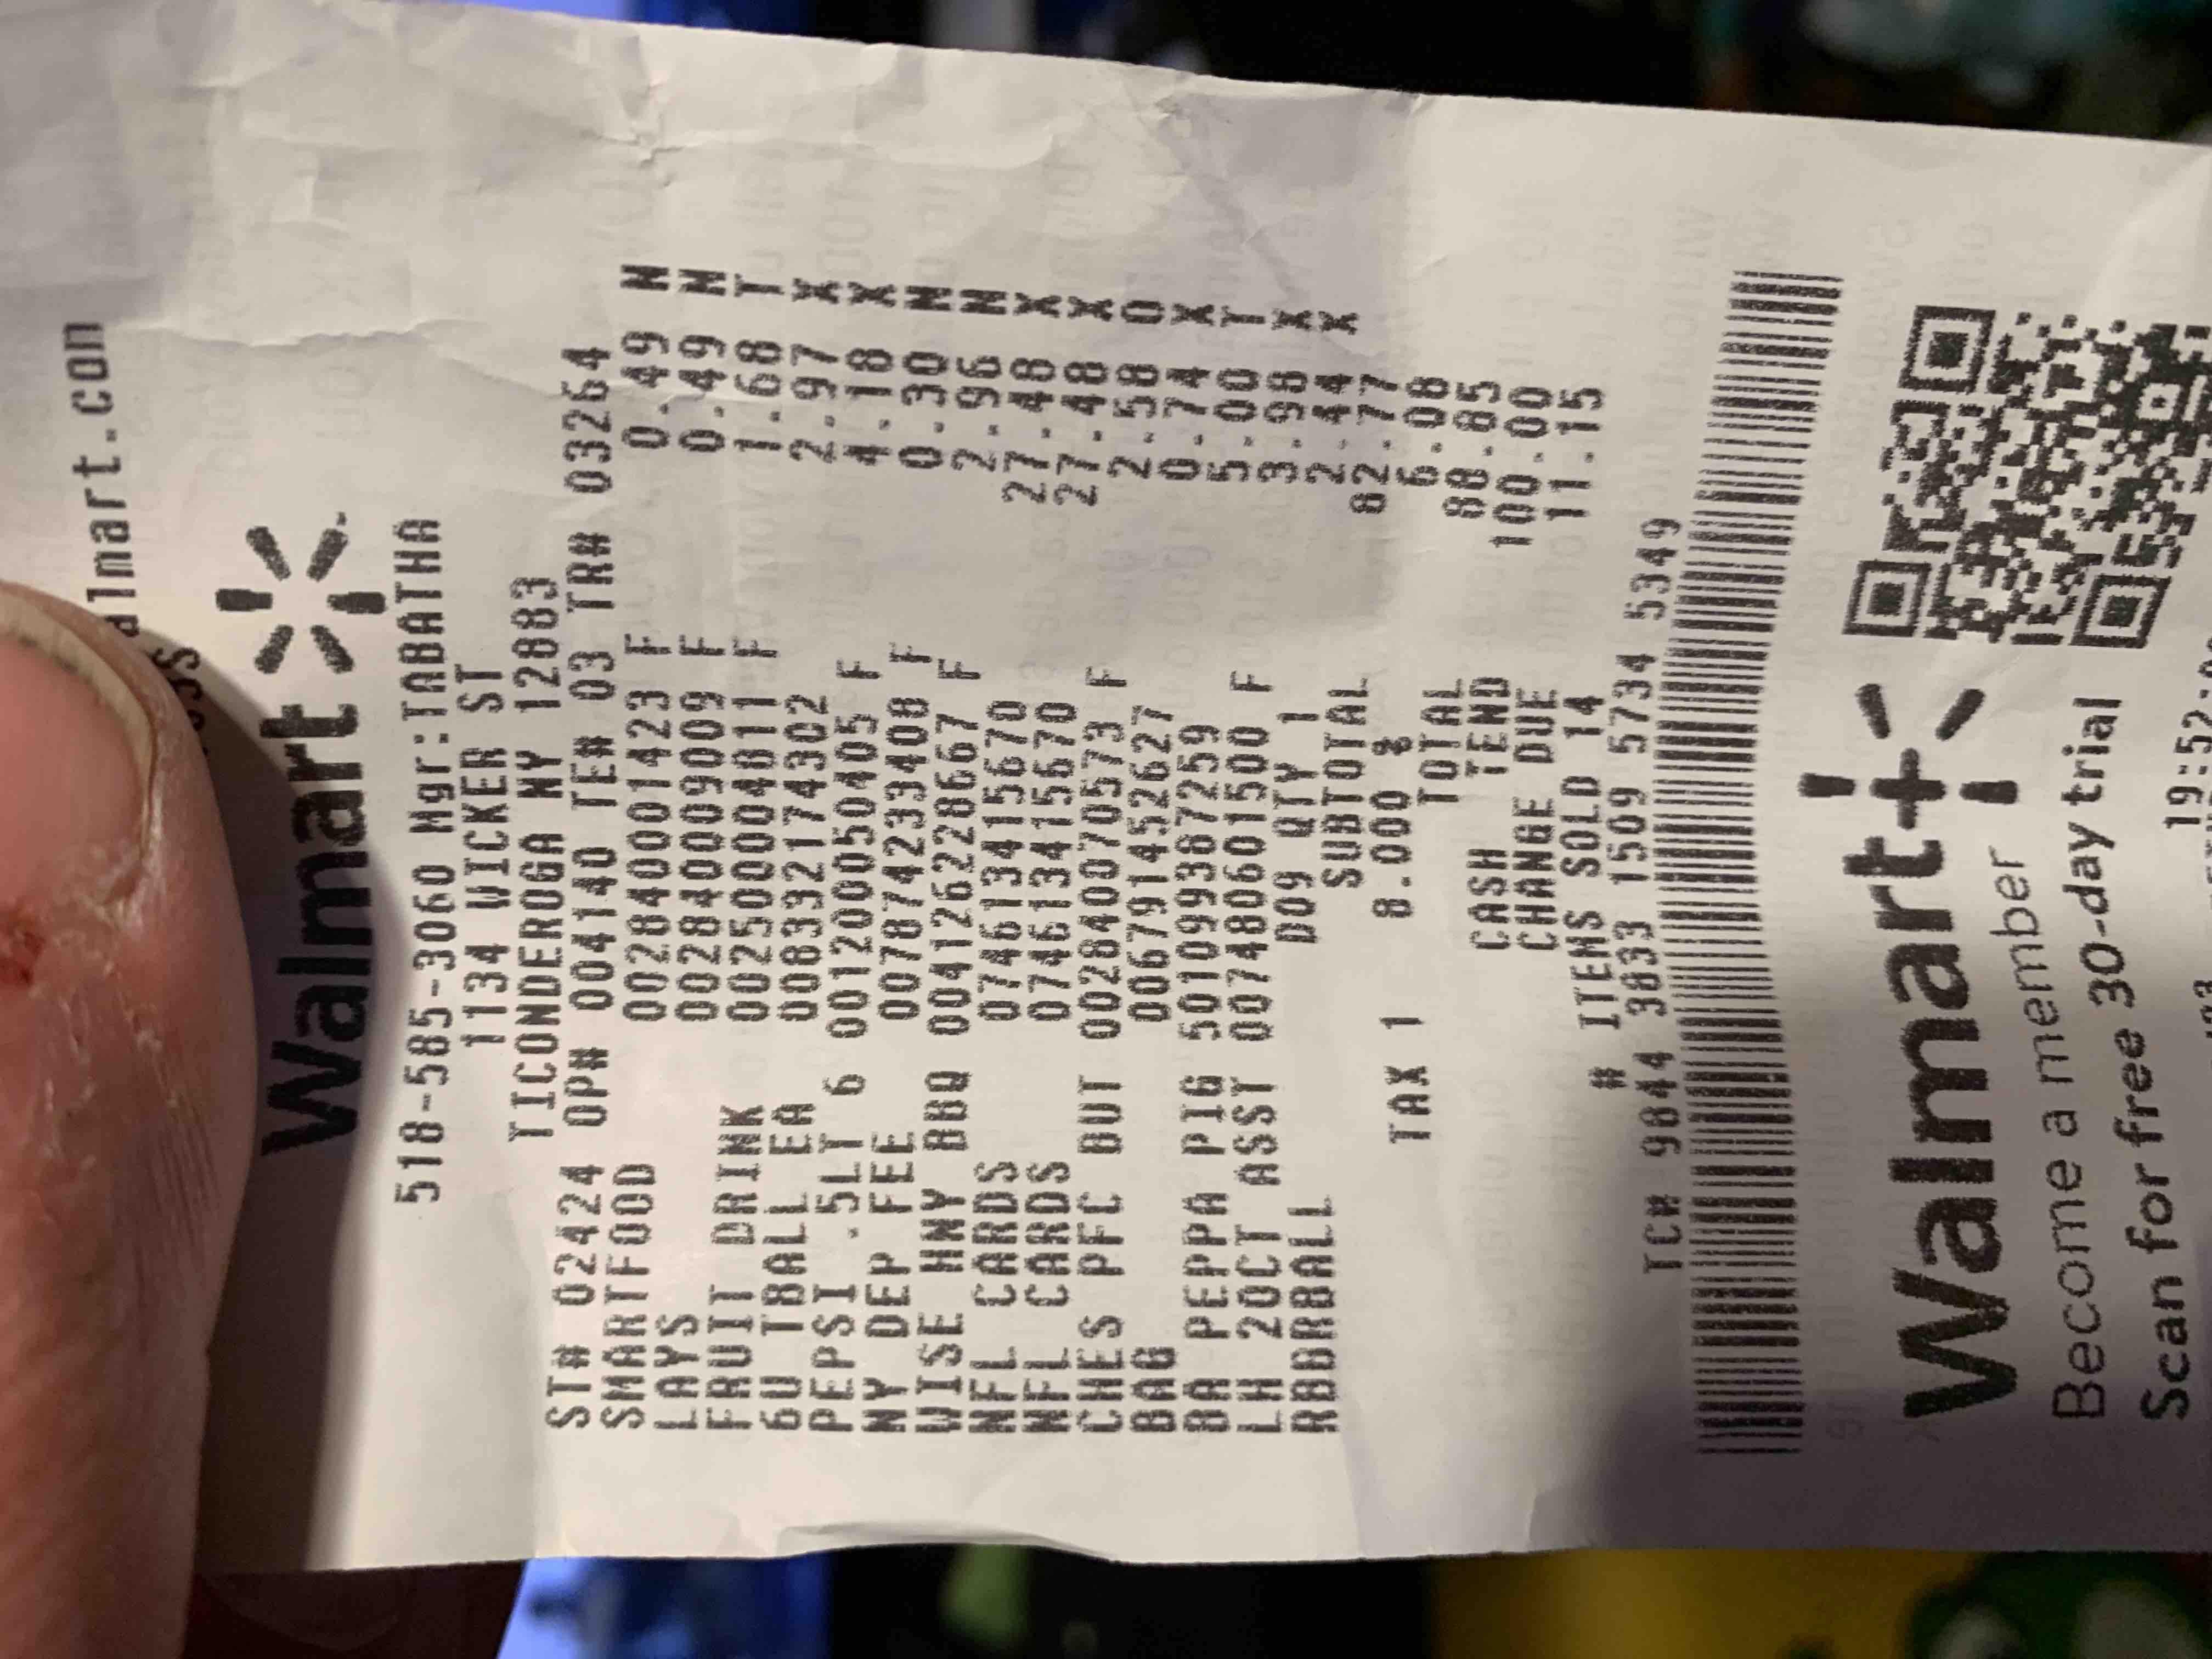 almart.com
Walmart
518-585-3060 Mgr:TABATHA
1134 WICKER ST
TICONDEROGA NY 12883
ST# 02424 OP# 004140 TE# 03 TR# 03264
SMARTFOOD 002840001423 F 0.49 N
LAYS 002840009009 F 0.49 N
FRUIT DRINK 002500004811 F 1.68 T
6U TBALL EA 008332174302 2.97 X
PEPSI .5LT 6 001200050405 F 4.18 X
NY DEP FEE 007874233408 F 0.30 N
WISE HNY BBQ 004126228667 F 2.96 N
NFL CARDS 074613415670 27.48 X
NFL CARDS 074613415670 27.48 X
CHES PFC BUT 002840070573 F 2.58 O
BAG 006791452627 0.74 X
BA PEPPA PIG 501099387259 5.00 T
LH 20CT ASST 007480601500 F 3.98 X
RBBRBALL D09 QTY 1 2.44 X
SUBTOTAL 82.77
TAX 1 8.000 % 6.08
TOTAL 88.85
CASH TEND 100.00
CHANGE DUE 11.15
# ITEMS SOLD 14
TC# 9844 3833 1509 5734 5349
Walmart+
Become a member
Scan for free 30-day trial